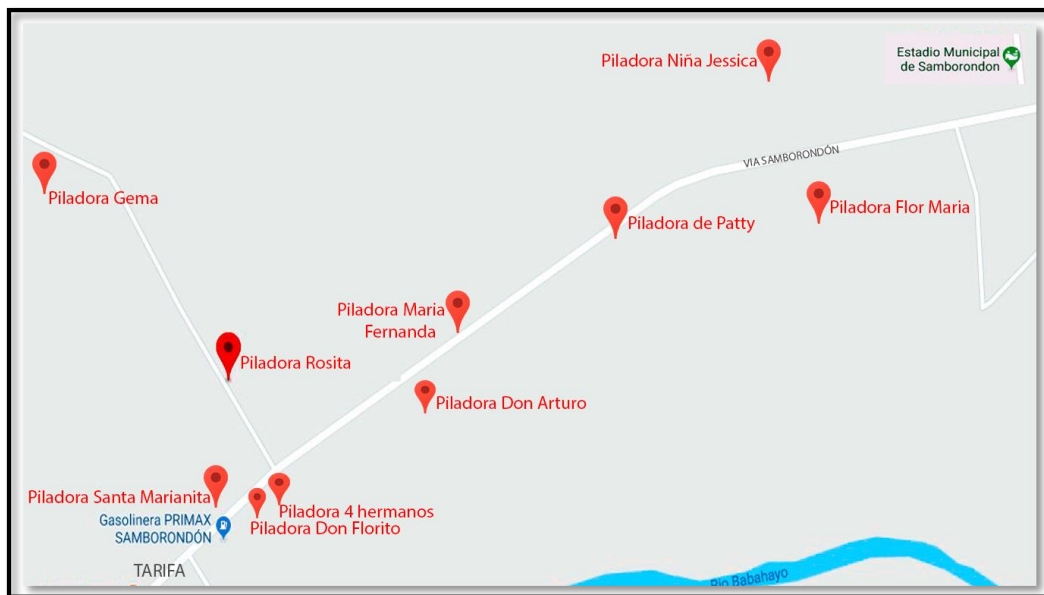 Piladora Niña Jessica
Estadio Municipal
de Samborondon
VIA SAMBORONDÓN
Piladora Gema
Piladora Flor Maria
Piladora de Patty
Piladora Maria
Fernanda
Piladora Rosita
Piladora Don Arturo
Piladora Santa Marianita
Piladora 4 hermanos
Gasolinera PRIMAX
SAMBORONDÓN
Piladora Don Florito
TARIFA
Rio Babahayo